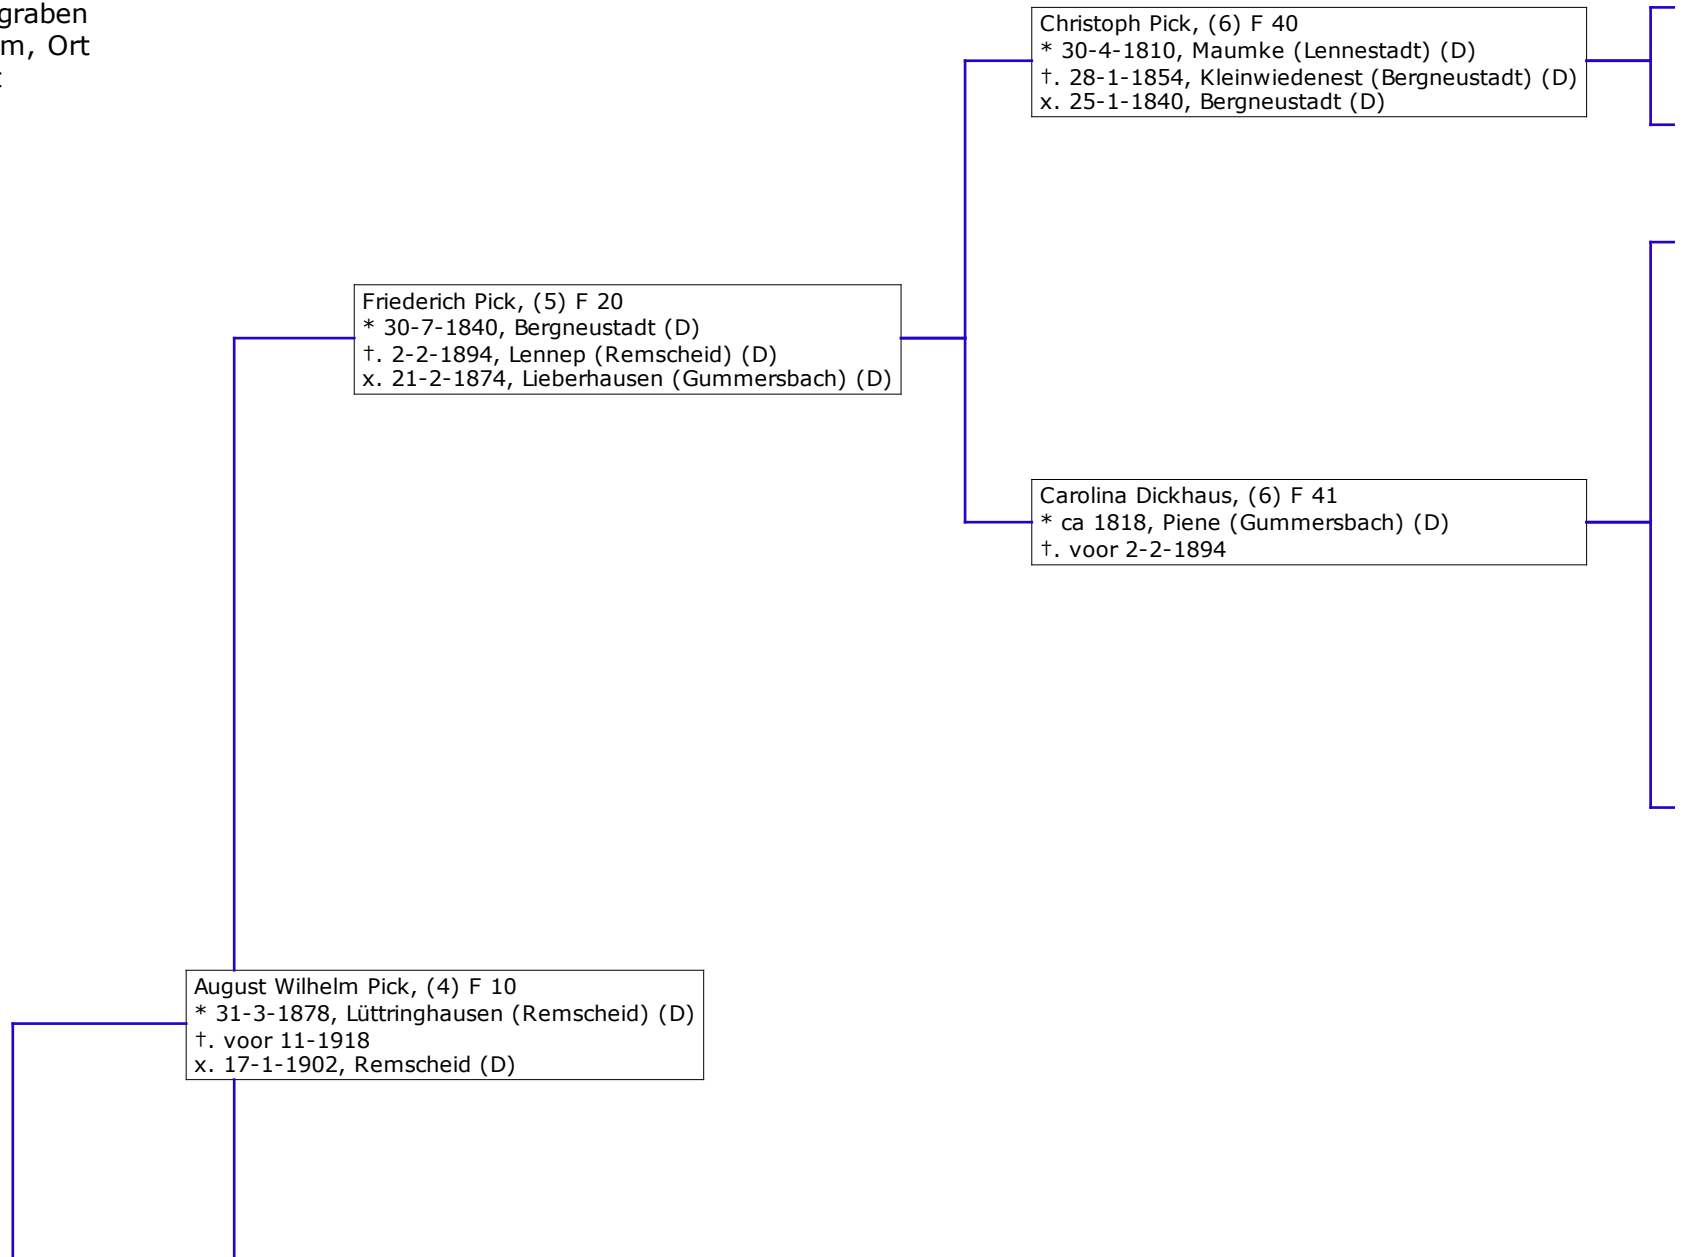 graben
m, Ort
Christoph Pick, (6) F 40
* 30-4-1810, Maumke (Lennestadt) (D)
†. 28-1-1854, Kleinwiedenest (Bergneustadt) (D)
x. 25-1-1840, Bergneustadt (D)
Friederich Pick, (5) F 20
* 30-7-1840, Bergneustadt (D)
†. 2-2-1894, Lennep (Remscheid) (D)
x. 21-2-1874, Lieberhausen (Gummersbach) (D)
Carolina Dickhaus, (6) F 41
* ca 1818, Piene (Gummersbach) (D)
†. voor 2-2-1894
August Wilhelm Pick, (4) F 10
* 31-3-1878, Lüttringhausen (Remscheid) (D)
†. voor 11-1918
x. 17-1-1902, Remscheid (D)